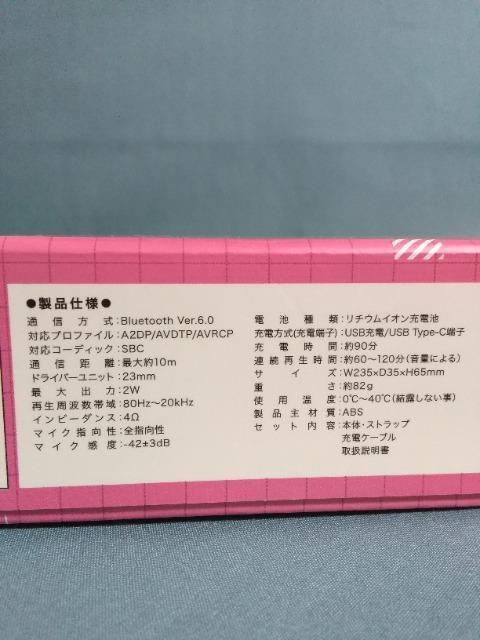 ●製品仕様●
通信方式:Bluetooth Ver.6.0
対応プロファイル:A2DP/AVDTP/AVRCP
対応コーディック:SBC
通信距離:最大約10m
ドライバーユニット:23mm
最大出力:2W
再生周波数帯域:80Hz～20kHz
インピーダンス:4Ω
マイク指向性:全指向性
マイク感度:-42±3dB
電池種類:リチウムイオン充電池
充電方式(充電端子):USB充電/USB Type-C端子
充電時間:約90分
連続再生時間:約60～120分(音量による)
サイズ:W235×D35×H65mm
重さ:約82g
使用温度:0℃～40℃(結露しない事)
製品主材質:ABS
セット内容:本体・ストラップ
充電ケーブル
取扱説明書